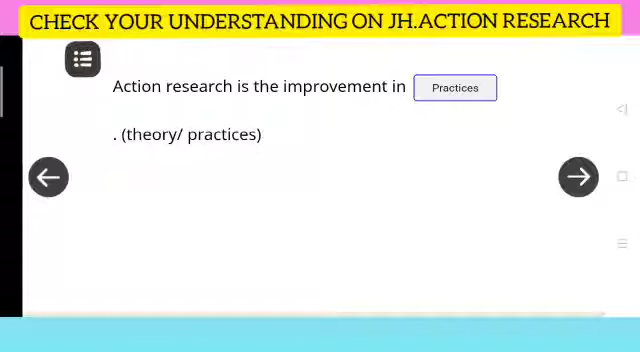 CHECK YOUR UNDERSTANDING ON JH.ACTION RESEARCH
Action research is the improvement in Practices
. (theory/ practices)